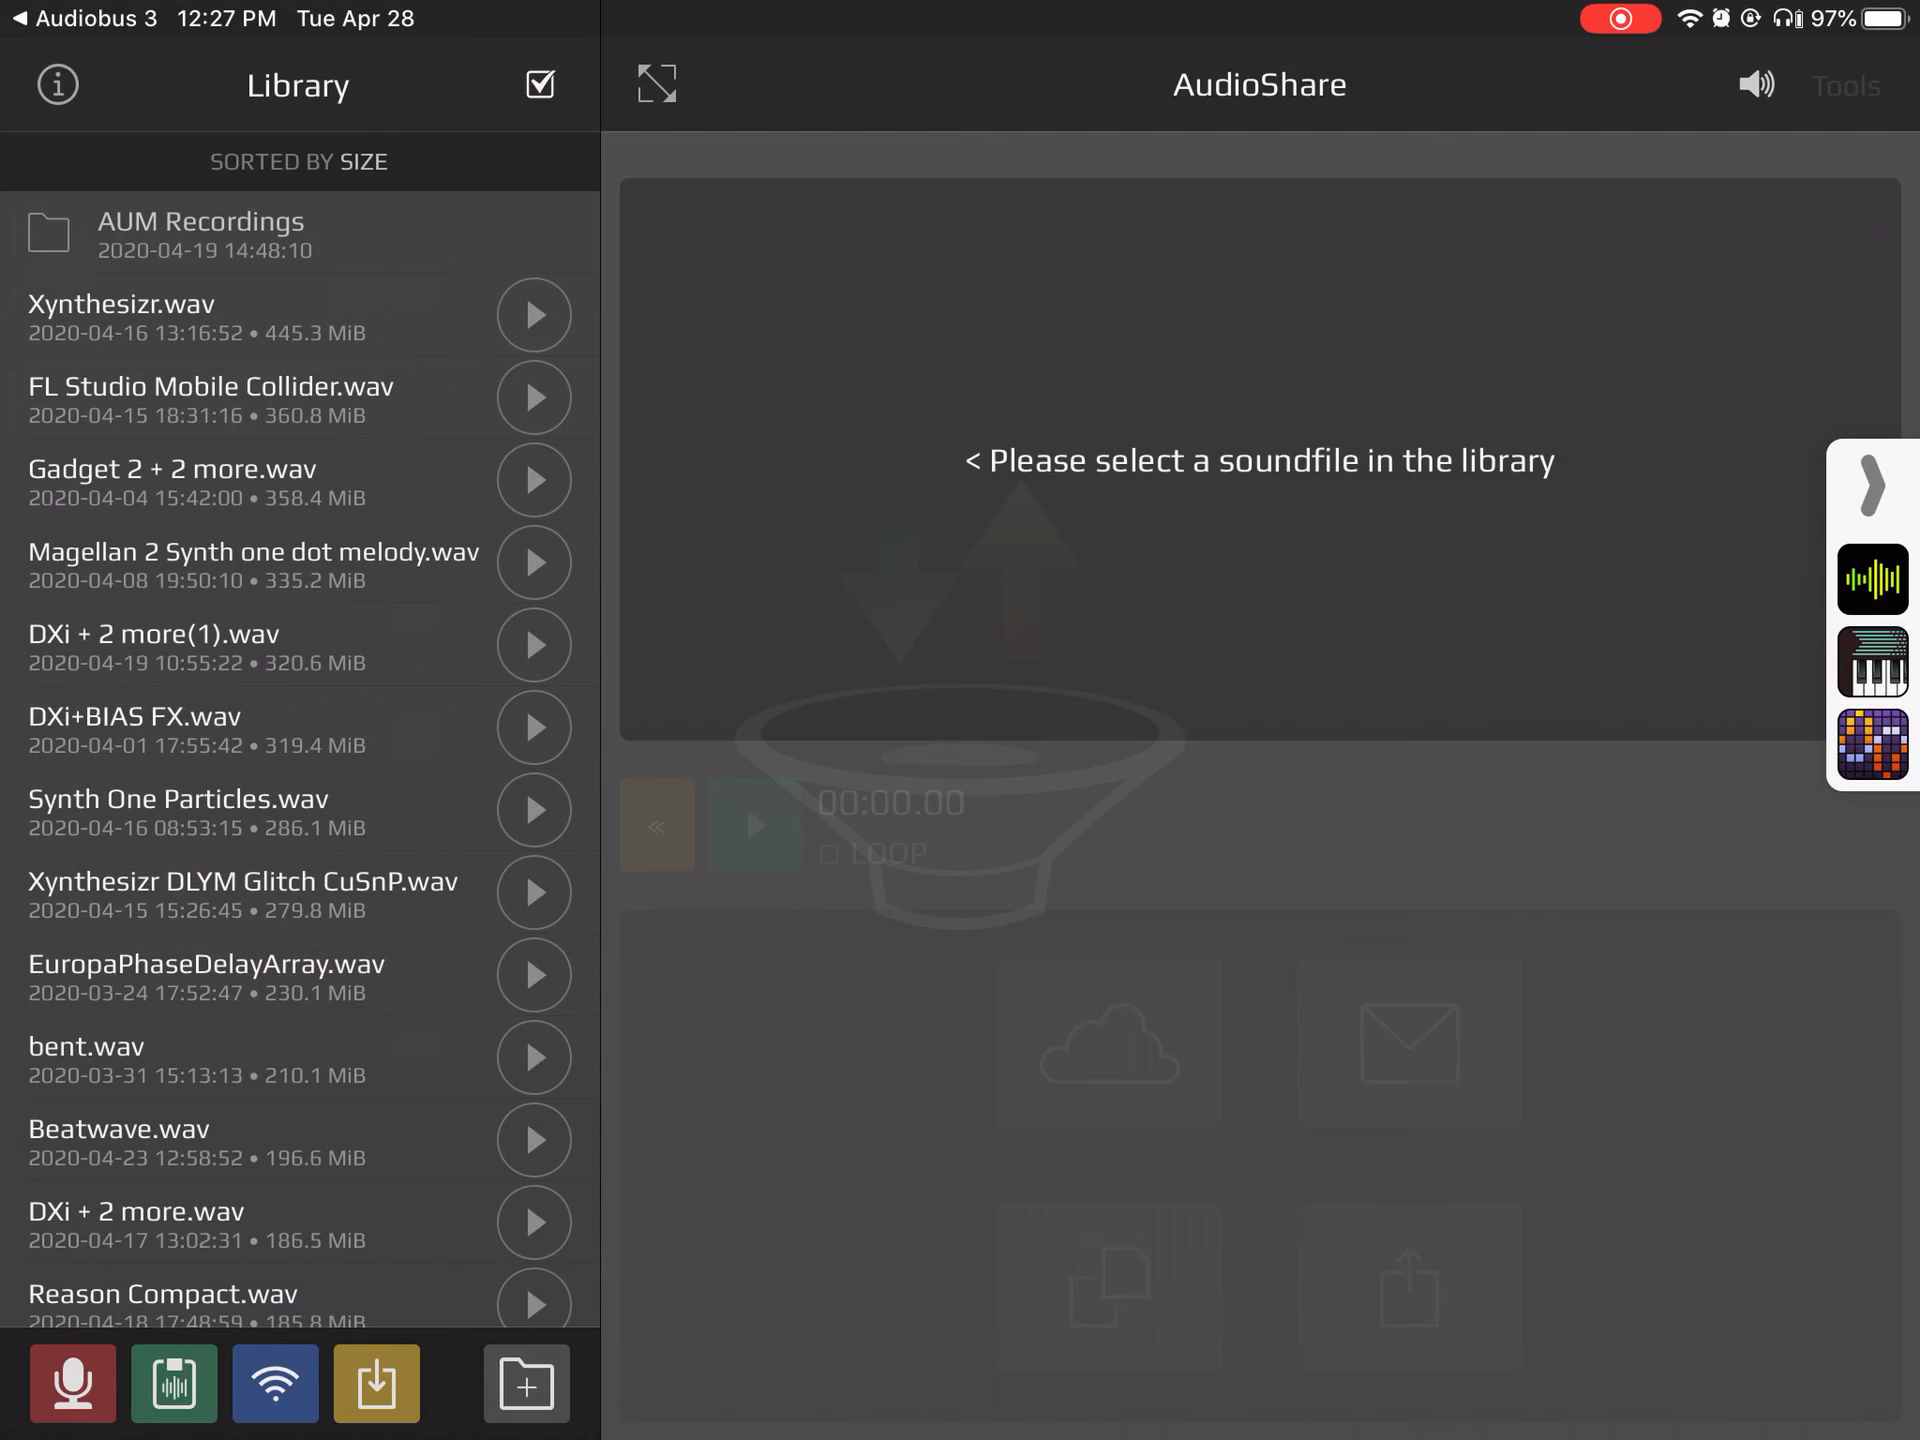 Audiobus 3 12:27 PM Tue Apr 28
97%
Library
SORTED BY SIZE
AUM Recordings
2020-04-19 14:48:10
Xynthesizr.wav
2020-04-16 13:16:52 • 445.3 MiB
FL Studio Mobile Collider.wav
2020-04-15 18:31:16 • 360.8 MiB
Gadget 2 + 2 more.wav
2020-04-04 15:42:00 • 358.4 MiB
Magellan 2 Synth one dot melody.wav
2020-04-08 19:50:10 • 335.2 MiB
DXi + 2 more(1).wav
2020-04-19 10:55:22 • 320.6 MiB
DXi+BIAS FX.wav
2020-04-01 17:55:42 • 319.4 MiB
Synth One Particles.wav
2020-04-16 08:53:15 • 286.1 MiB
Xynthesizr DLYM Glitch CuSnP.wav
2020-04-15 15:26:45 • 279.8 MiB
EuropaPhaseDelayArray.wav
2020-03-24 17:52:47 • 230.1 MiB
bent.wav
2020-03-31 15:13:13 • 210.1 MiB
Beatwave.wav
2020-04-23 12:58:52 • 196.6 MiB
DXi + 2 more.wav
2020-04-17 13:02:31 • 186.5 MiB
Reason Compact.wav
2020-04-18 17:48:59 • 185.8 MiB
AudioShare
Tools
< Please select a soundfile in the library
00:00.00
LOOP